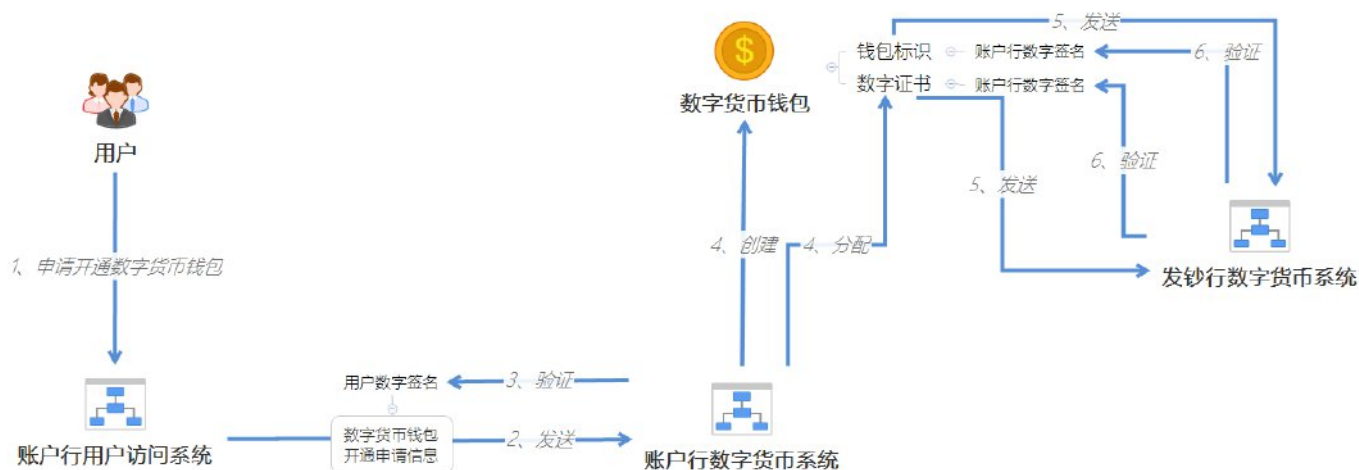 5、发送
钱包标识
账户行数字签名
6、验证
数字证书
账户行数字签名
$
数字货币钱包
用户
6、验证
5、发送
4、创建
4、分配
1、申请开通数字货币钱包
发钞行数字货币系统
用户数字签名
3、验证
数字货币钱包
开通申请信息
2、发送
账户行用户访问系统
账户行数字货币系统